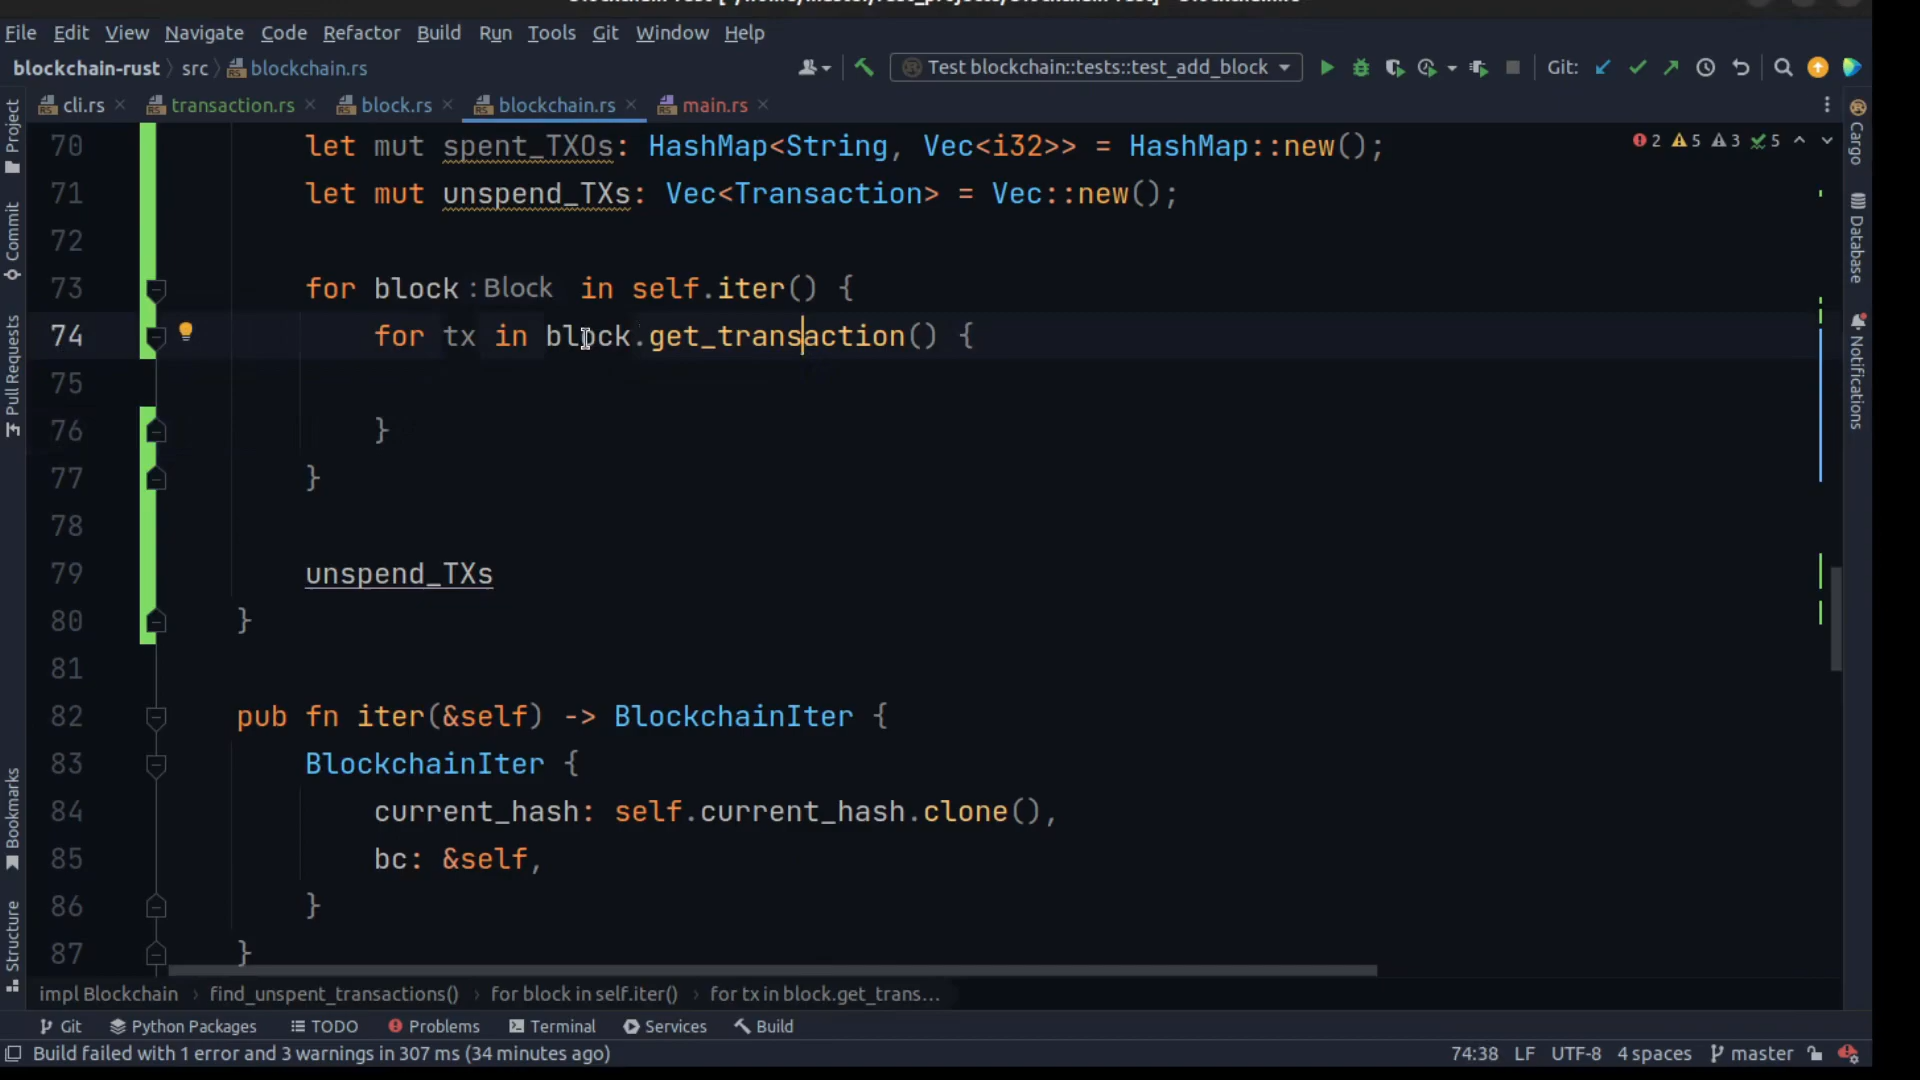 File Edit View Navigate Code Refactor Build Run Tools Git Window Help
blockchain-rust src blockchain.rs Test blockchain::tests::test_add_block Git:
cli.rs transaction.rs block.rs blockchain.rs main.rs
2 5 3 5
70 let mut spent_TXOs: HashMap<String, Vec<i32>> = HashMap::new();
71 let mut unspend_TXs: Vec<Transaction> = Vec::new();
72
73 for block : Block in self.iter() {
74 for tx in block.get_transaction() {
75
76 }
77 }
78
79 unspend_TXs
80 }
81
82 pub fn iter(&self) -> BlockchainIter {
83 BlockchainIter {
84 current_hash: self.current_hash.clone(),
85 bc: &self,
86 }
87 }
impl Blockchain find_unspent_transactions() for block in self.iter() for tx in block.get_trans...
Git Python Packages TODO Problems Terminal Services Build
Build failed with 1 error and 3 warnings in 307 ms (34 minutes ago) 74:38 LF UTF-8 4 spaces master
Project
Commit
Pull Requests
Bookmarks
Structure
Cargo
Database
Notifications